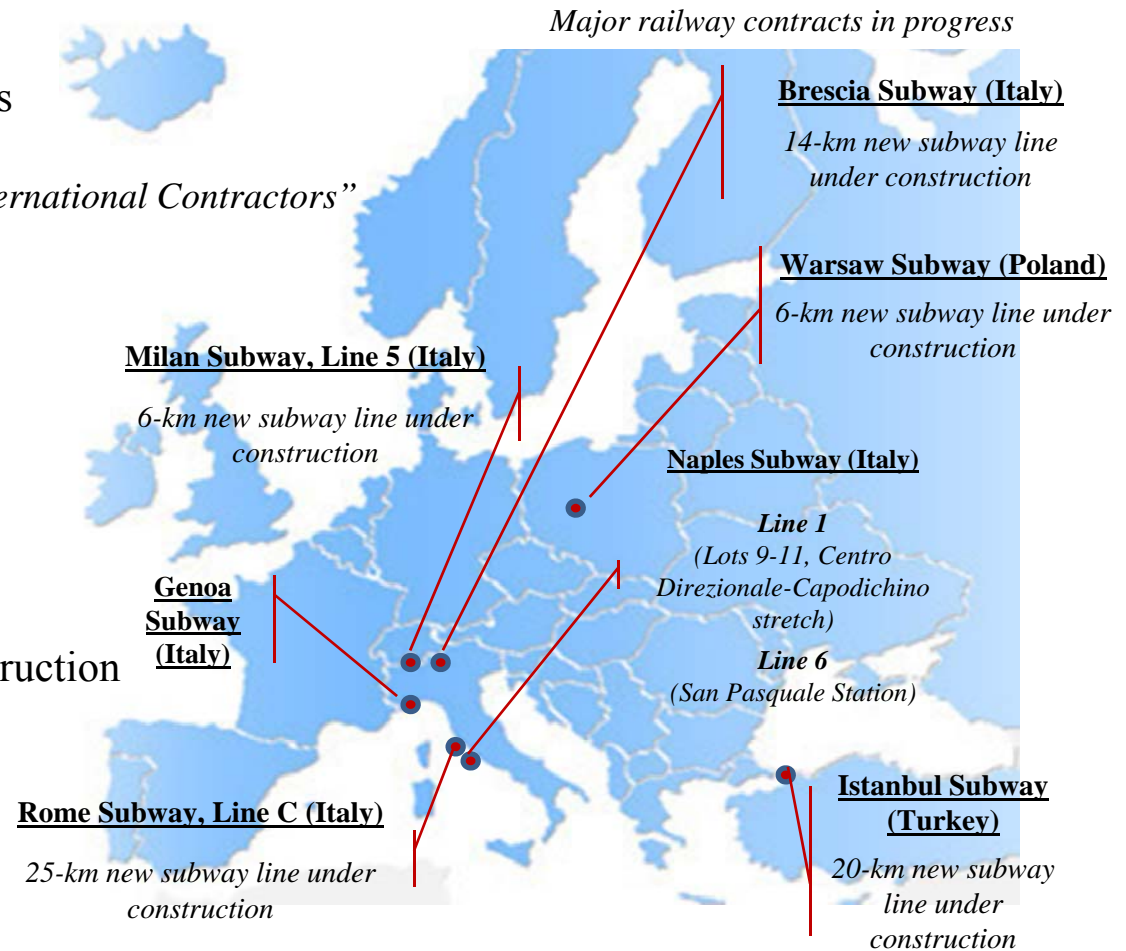 Major railway contracts in progress
s
ernational Contractors”
Brescia Subway (Italy)
14-km new subway line
under construction
Warsaw Subway (Poland)
6-km new subway line under
construction
Milan Subway, Line 5 (Italy)
6-km new subway line under
construction
Naples Subway (Italy)
Line 1
(Lots 9-11, Centro
Direzionale-Capodichino
stretch)
Line 6
(San Pasquale Station)
Genoa
Subway
(Italy)
ruction
Rome Subway, Line C (Italy)
25-km new subway line under
construction
Istanbul Subway
(Turkey)
20-km new subway
line under
construction